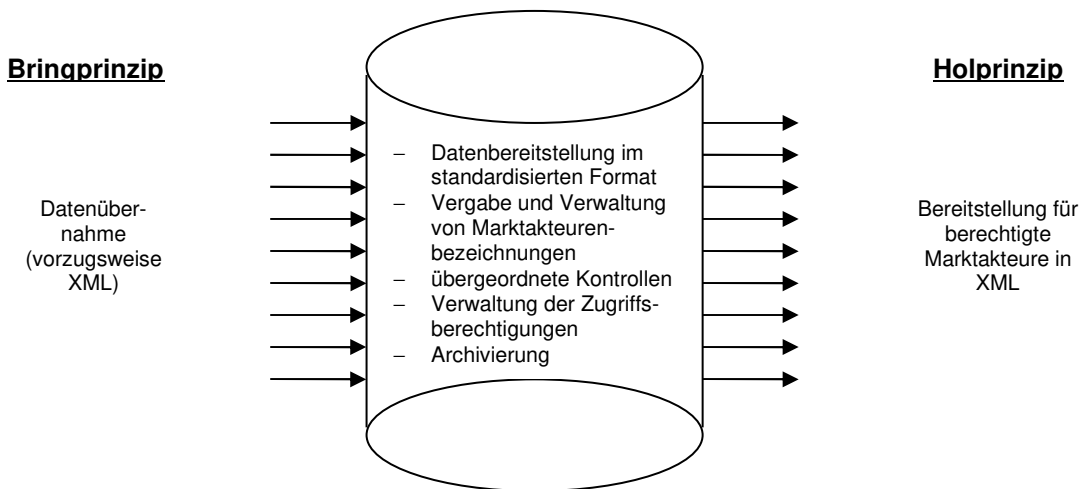 Bringprinzip
Datenüber-
nahme
(vorzugsweise
XML)
– Datenbereitstellung im
standardisierten Format
– Vergabe und Verwaltung
von Marktakteuren-
bezeichnungen
– übergeordnete Kontrollen
– Verwaltung der Zugriffs-
berechtigungen
– Archivierung
Holprinzip
Bereitstellung für
berechtigte
Marktakteure in
XML